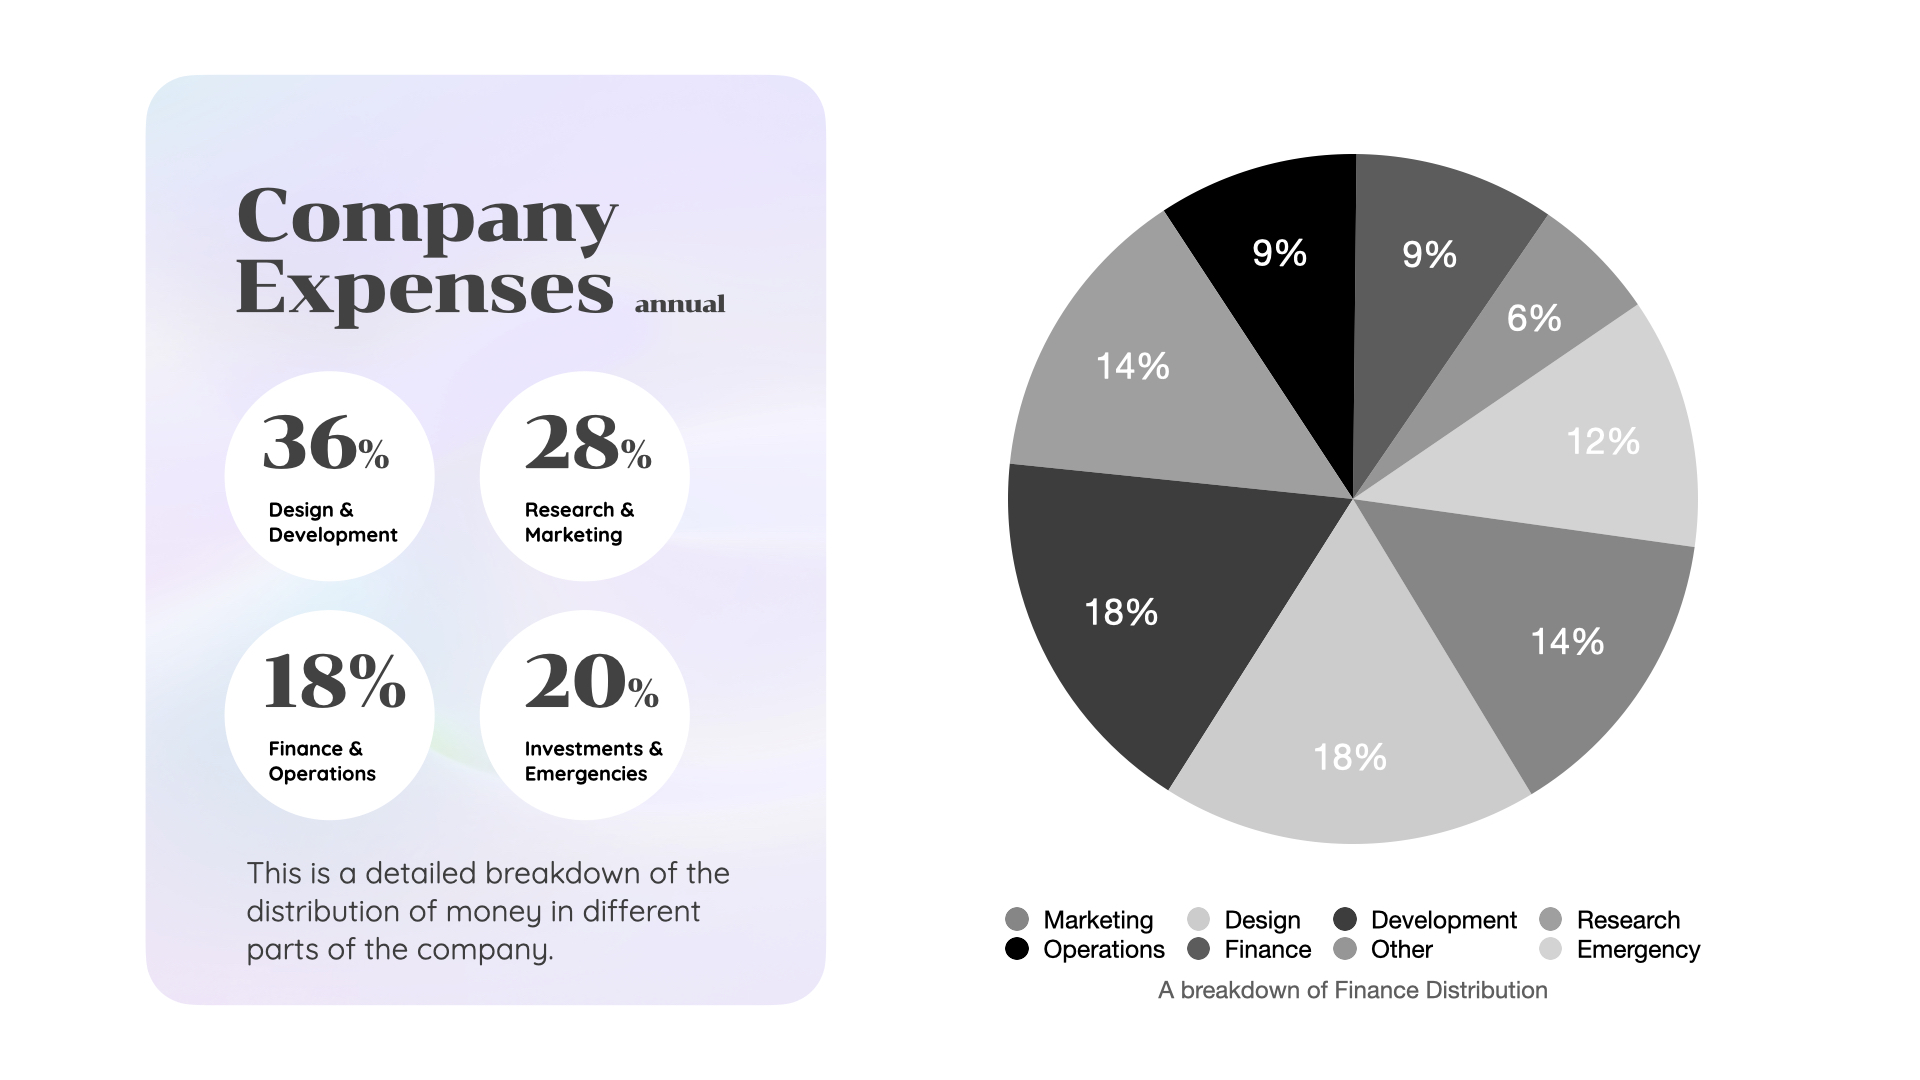 Company
Expenses annual
36%
Design &
Development
28%
Research &
Marketing
18%
Finance &
Operations
20%
Investments &
Emergencies
This is a detailed breakdown of the
distribution of money in different
parts of the company.
9%
9%
6%
14%
12%
18%
14%
18%
Marketing Design Development Research
Operations Finance Other Emergency
A breakdown of Finance Distribution